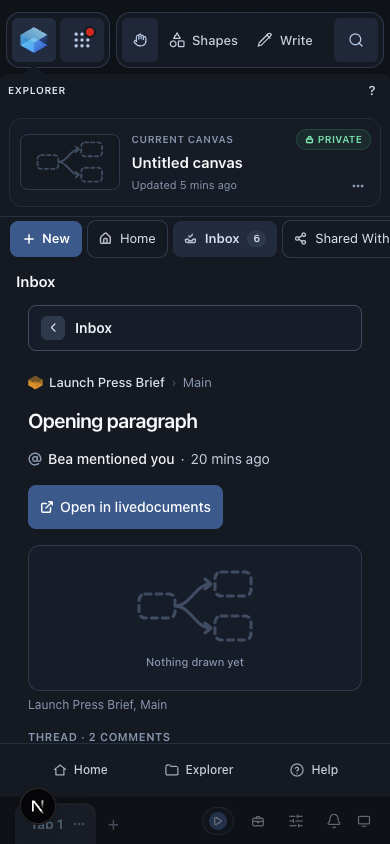 Shapes
Write
EXPLORER
?
CURRENT CANVAS
PRIVATE
Untitled canvas
Updated 5 mins ago
New
Home
Inbox 6
Shared With
Inbox
Inbox
Launch Press Brief › Main
Opening paragraph
@ Bea mentioned you · 20 mins ago
Open in livedocuments
Nothing drawn yet
Launch Press Brief, Main
THREAD · 2 COMMENTS
Home
Explorer
Help
N
Tab 1